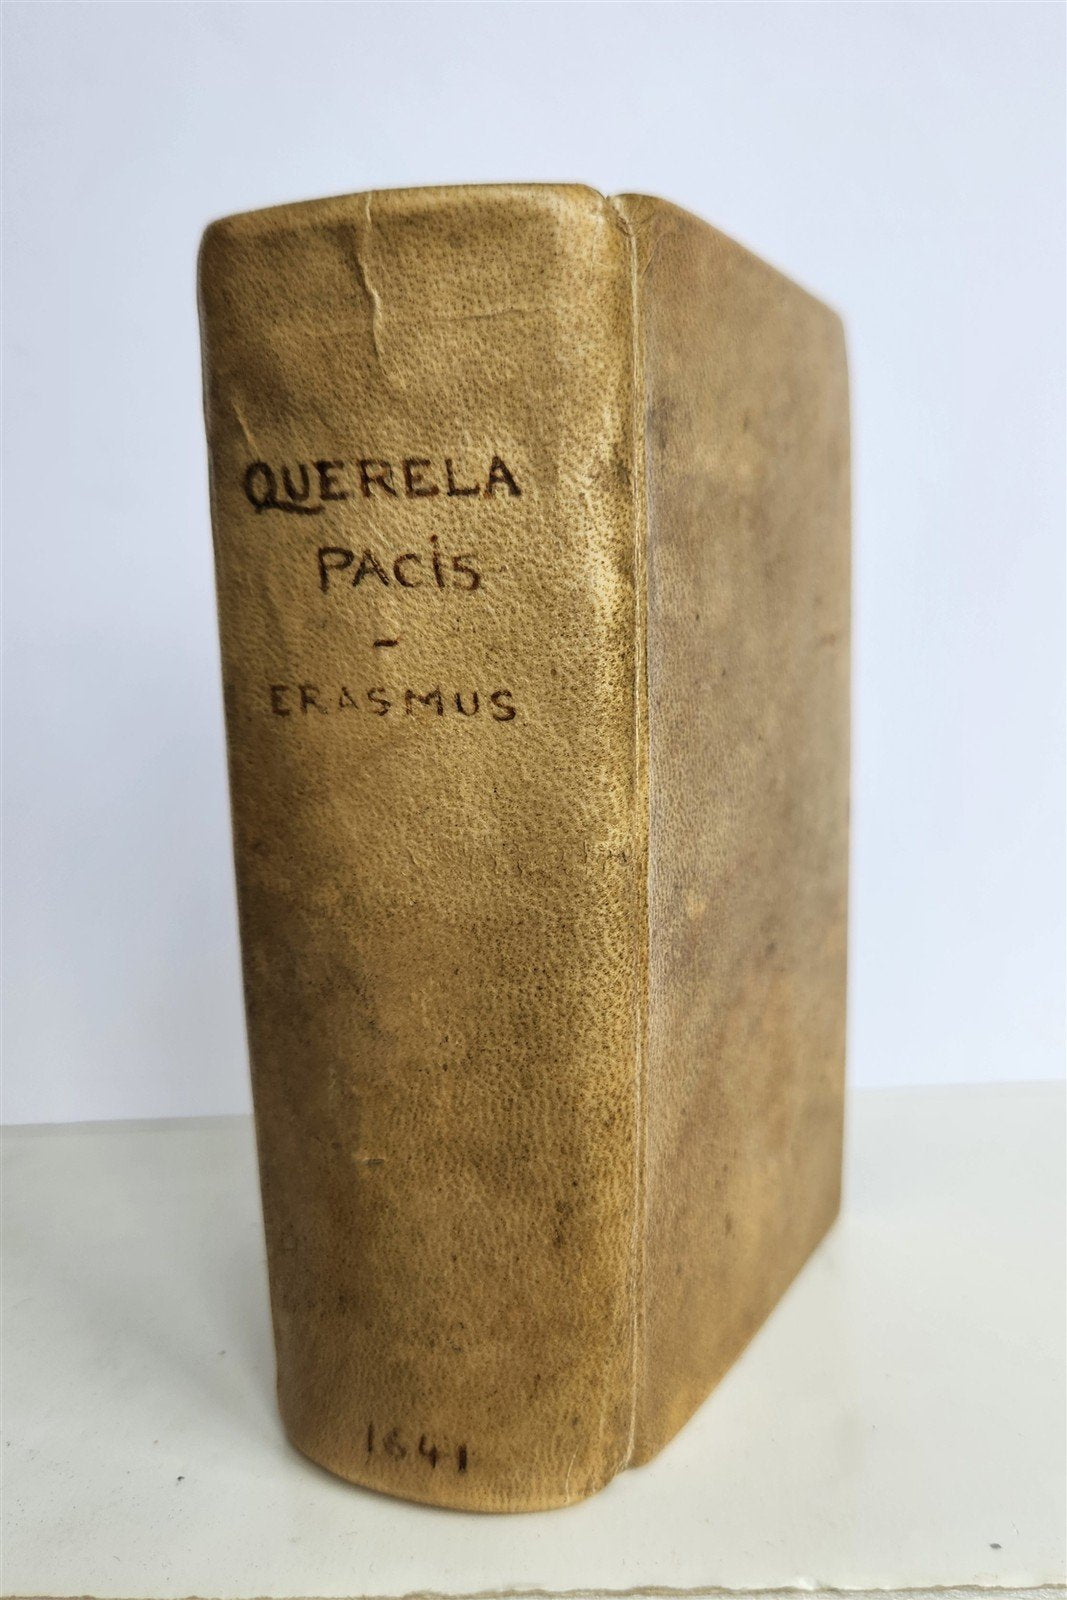 QUERELA
PACIS
-
ERASMUS
1641